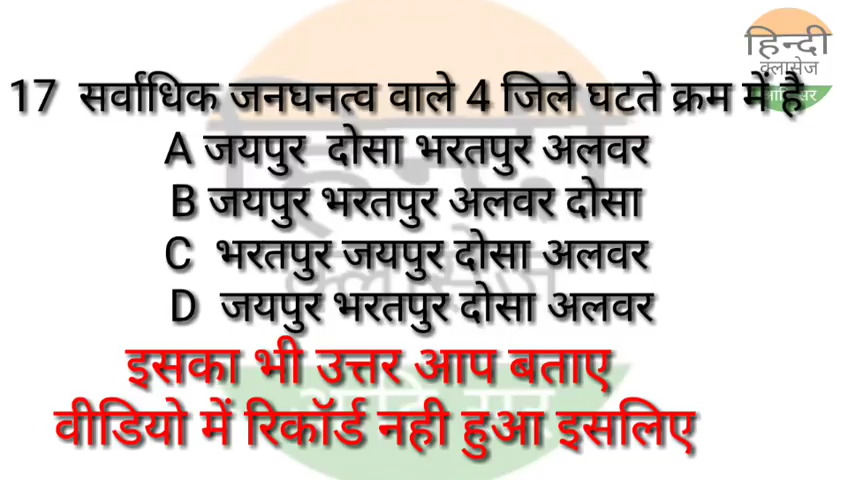 हिन्दी
क्लासेज
17 सर्वाधिक जनघनत्व वाले 4 जिले घटते क्रम में है
A जयपुर दोसा भरतपुर अलवर
B जयपुर भरतपुर अलवर दोसा
C भरतपुर जयपुर दोसा अलवर
D जयपुर भरतपुर दोसा अलवर
इसका भी उत्तर आप बताए
वीडियो में रिकॉर्ड नही हुआ इसलिए